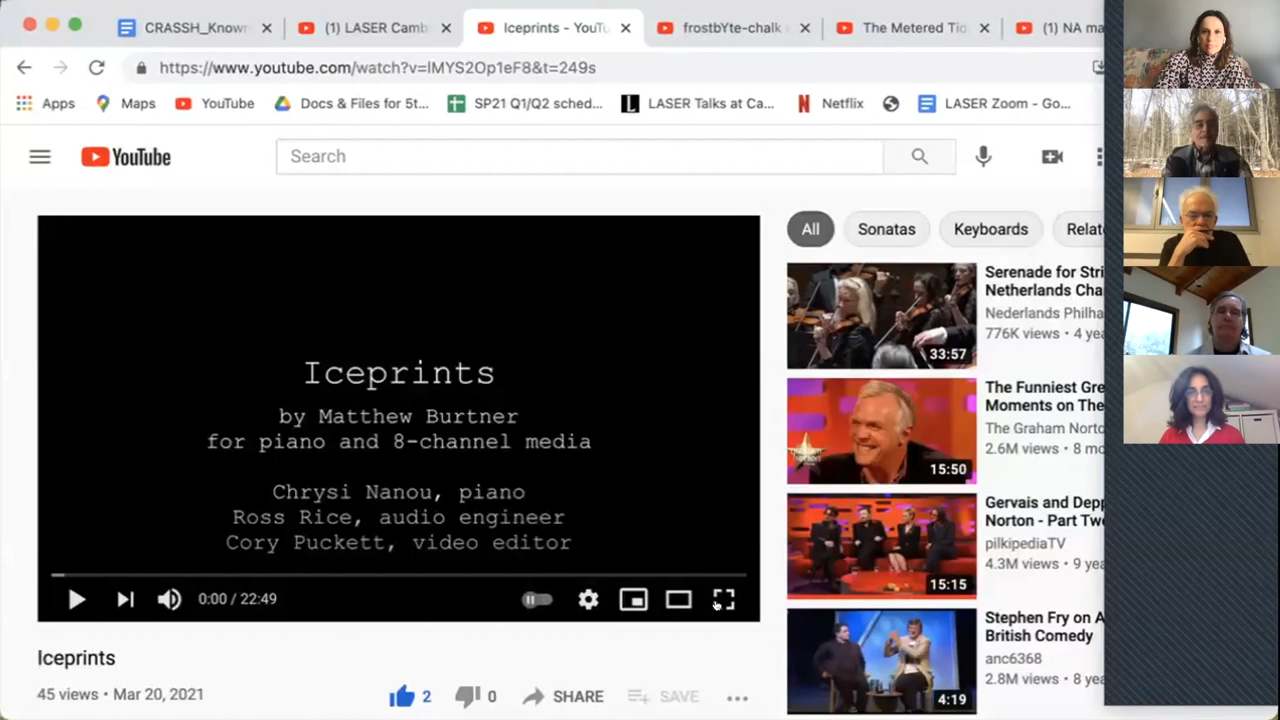 CRASSH_Known
(1) LASER Camb
Iceprints - YouTu
frostbYte-chalk
The Metered Tid
(1) NA ma
https://www.youtube.com/watch?v=lMYS2Op1eF8&t=249s
Apps
Maps
YouTube
Docs & Files for 5t...
SP21 Q1/Q2 sched...
L
LASER Talks at Ca...
N
Netflix
LASER Zoom - Go...
YouTube
Search
Iceprints
by Matthew Burtner
for piano and 8-channel media
Chrysi Nanou, piano
Ross Rice, audio engineer
Cory Puckett, video editor
0:00 / 22:49
Iceprints
45 views • Mar 20, 2021
2
0
SHARE
SAVE
All
Sonatas
Keyboards
Relate
33:57
Serenade for Stri
Netherlands Cha
Nederlands Philha
776K views • 4 yea
15:50
The Funniest Gre
Moments on The
The Graham Norto
2.6M views • 8 mo
15:15
Gervais and Depp
Norton - Part Two
pilkipediaTV
4.3M views • 9 yea
4:19
Stephen Fry on A
British Comedy
anc6368
2.8M views • 8 yea